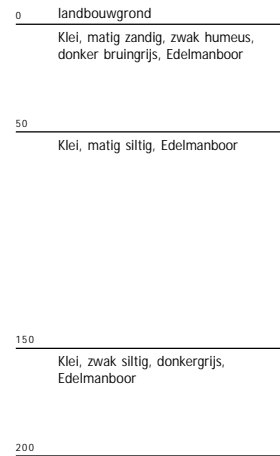 0 landbouwgrond
Klei, matig zandig, zwak humeus,
donker bruingrijs, Edelmanboor
50
Klei, matig siltig, Edelmanboor
150
Klei, zwak siltig, donkergrijs,
Edelmanboor
200